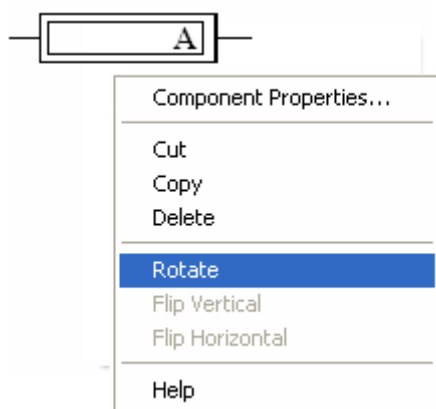 A
Component Properties...
Cut
Copy
Delete
Rotate
Flip Vertical
Flip Horizontal
Help